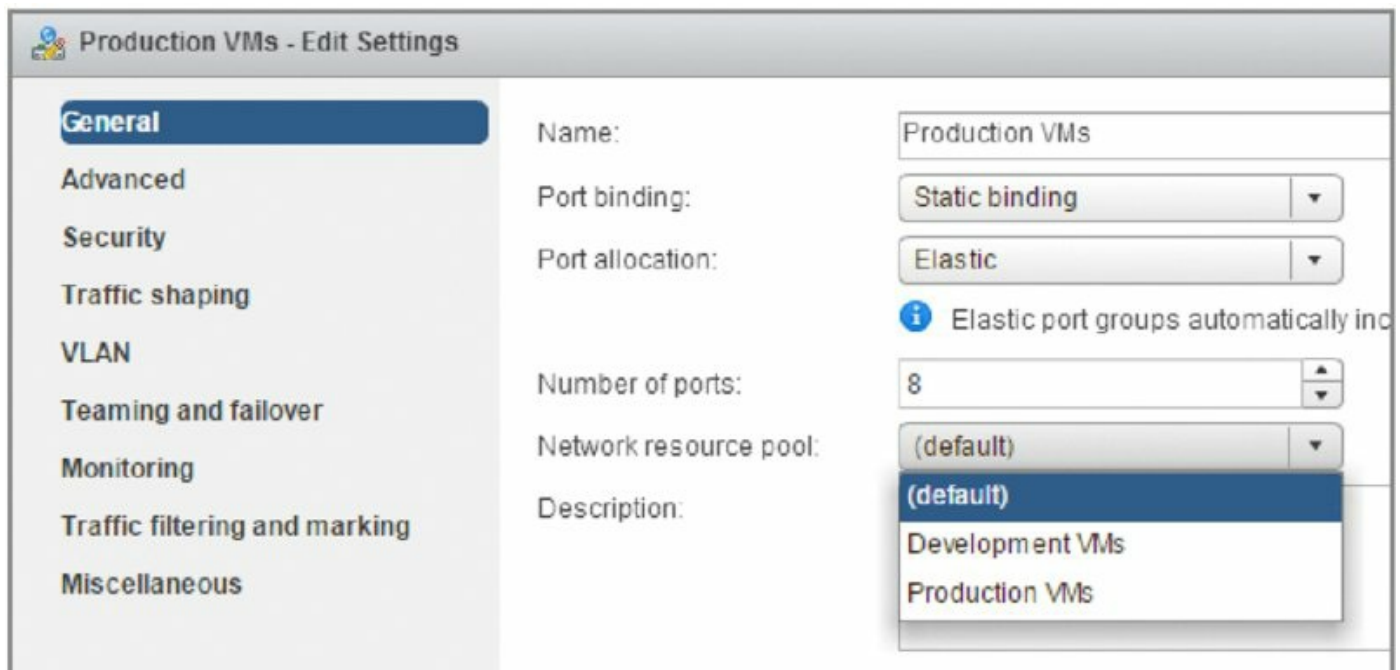 Production VMs - Edit Settings
General
Advanced
Security
Traffic shaping
VLAN
Teaming and failover
Monitoring
Traffic filtering and marking
Miscellaneous
Name: Production VMs
Port binding: Static binding
Port allocation: Elastic
Elastic port groups automatically inc
Number of ports: 8
Network resource pool: (default)
Description:
(default)
Development VMs
Production VMs